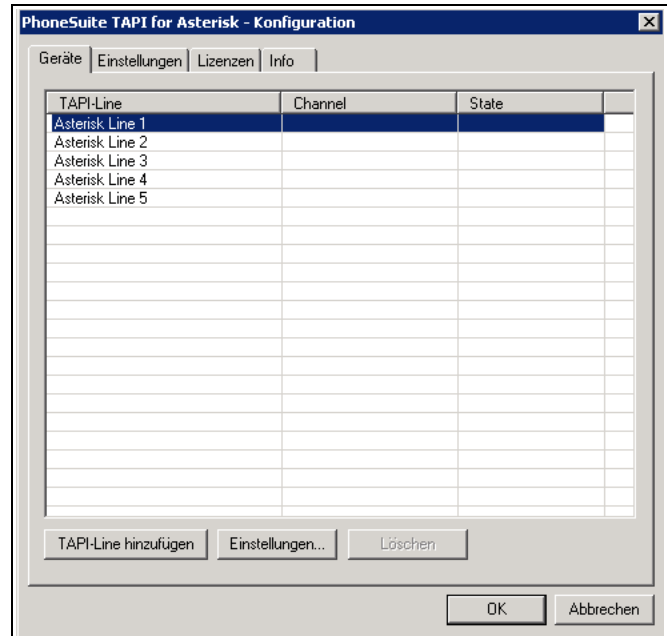 PhoneSuite TAPI for Asterisk - Konfiguration
Geräte Einstellungen Lizenzen Info
TAPI-Line Channel State
Asterisk Line 1
Asterisk Line 2
Asterisk Line 3
Asterisk Line 4
Asterisk Line 5
TAPI-Line hinzufügen Einstellungen... Löschen
OK Abbrechen